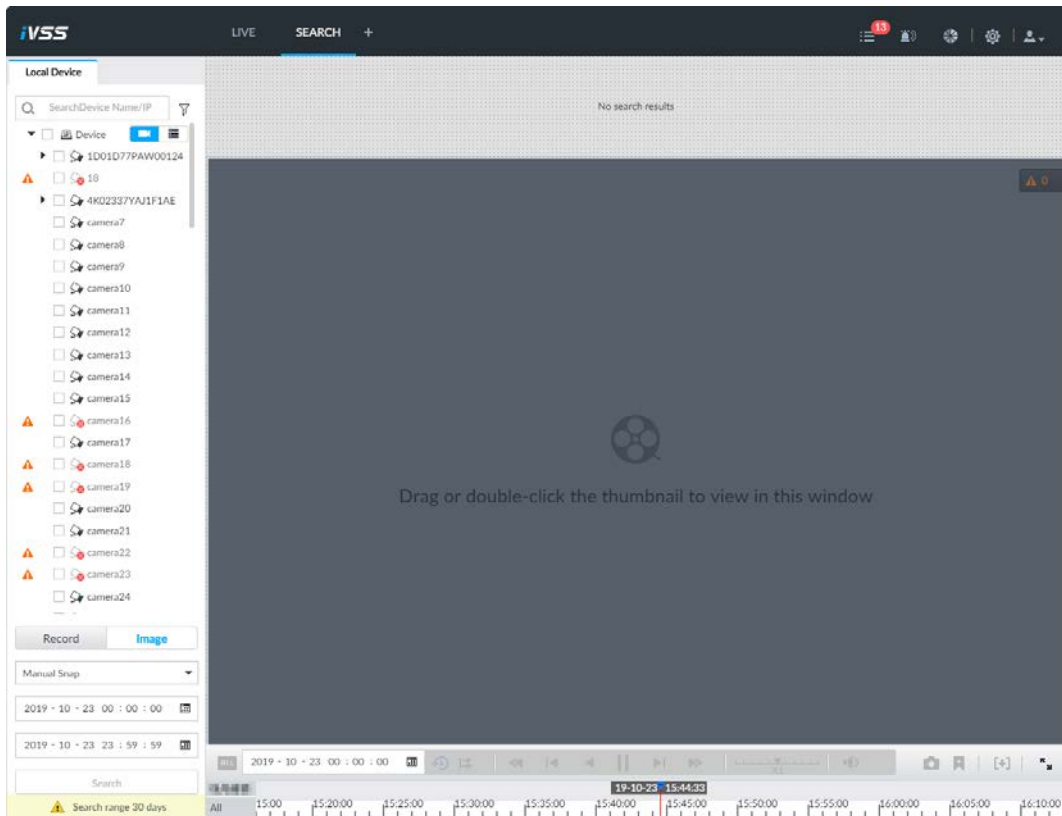 iVSS
LIVE SEARCH +
13
Local Device
No search results
SearchDevice Name/IP
Device
1D01D77PAW00124
18
0
4K02337YAJ1F1AE
camera7
camera8
camera9
camera10
camera11
camera12
camera13
camera14
camera15
camera16
camera17
camera18
camera19
camera20
camera21
camera22
camera23
camera24
Drag or double-click the thumbnail to view in this window
Record Image
Manual Snap
2019 - 10 - 23 00 : 00 : 00
2019 - 10 - 23 23 : 59 : 59
Search
Search range 30 days
2019 - 10 - 23 00 : 00 : 00
19-10-23 15:44:33
All 15:00 15:20:00 15:25:00 15:30:00 15:35:00 15:40:00 15:45:00 15:50:00 15:55:00 16:00:00 16:05:00 16:10:00